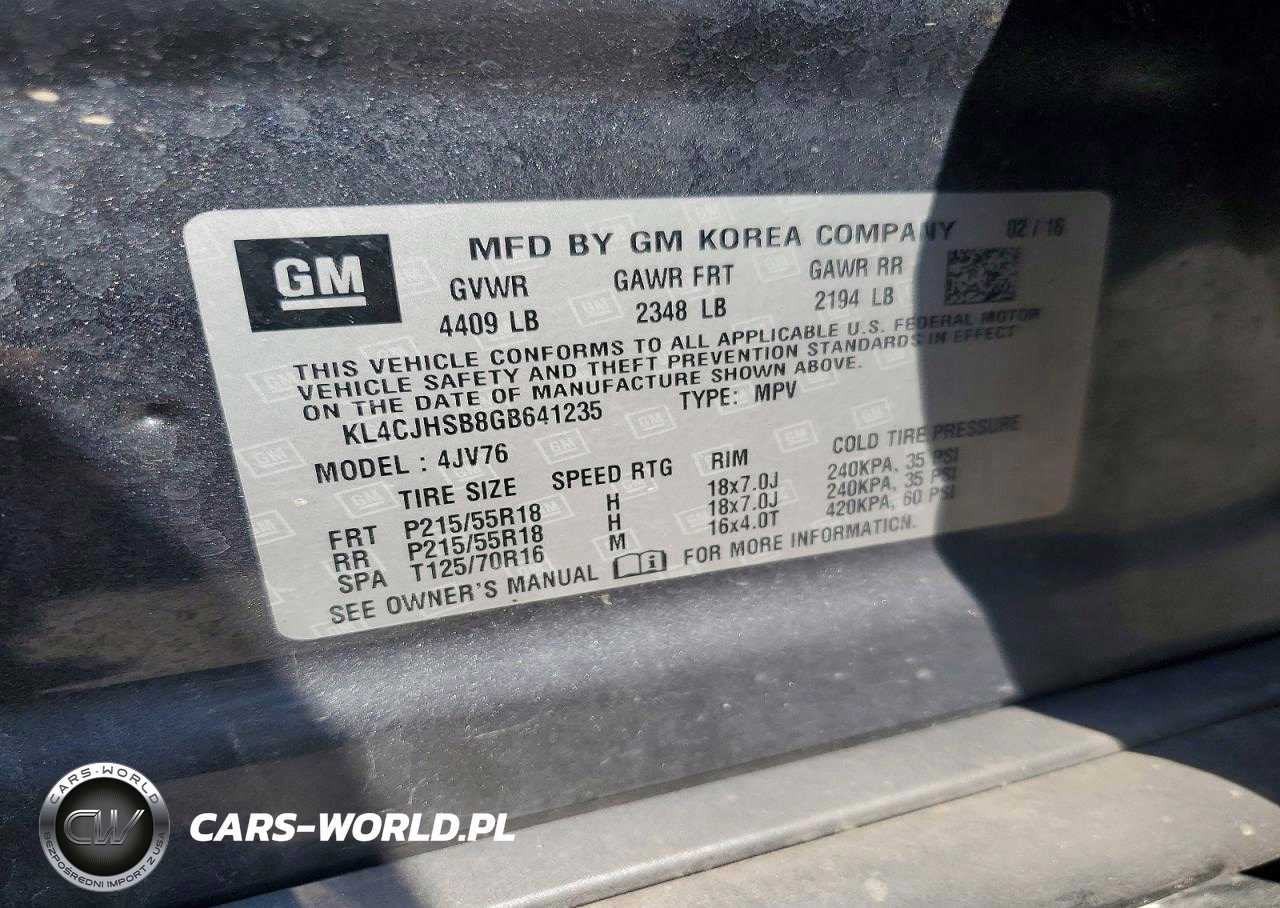 GM
MFD BY GM KOREA COMPANY 02 / 16
GVWR GAWR FRT GAWR RR
4409 LB 2348 LB 2194 LB
THIS VEHICLE CONFORMS TO ALL APPLICABLE U.S. FEDERAL MOTOR
VEHICLE SAFETY AND THEFT PREVENTION STANDARDS IN EFFECT
ON THE DATE OF MANUFACTURE SHOWN ABOVE.
KL4CJHSB8GB641235 TYPE: MPV
MODEL : 4JV76
TIRE SIZE SPEED RTG RIM COLD TIRE PRESSURE
FRT P215/55R18 H 18x7.0J 240KPA, 35 PSI
RR P215/55R18 H 18x7.0J 240KPA, 35 PSI
SPA T125/70R16 M 16x4.0T 420KPA, 60 PSI
SEE OWNER'S MANUAL i FOR MORE INFORMATION.
CARS-WORLD
CW
BEZPOŚREDNI IMPORT Z USA
CARS-WORLD.PL